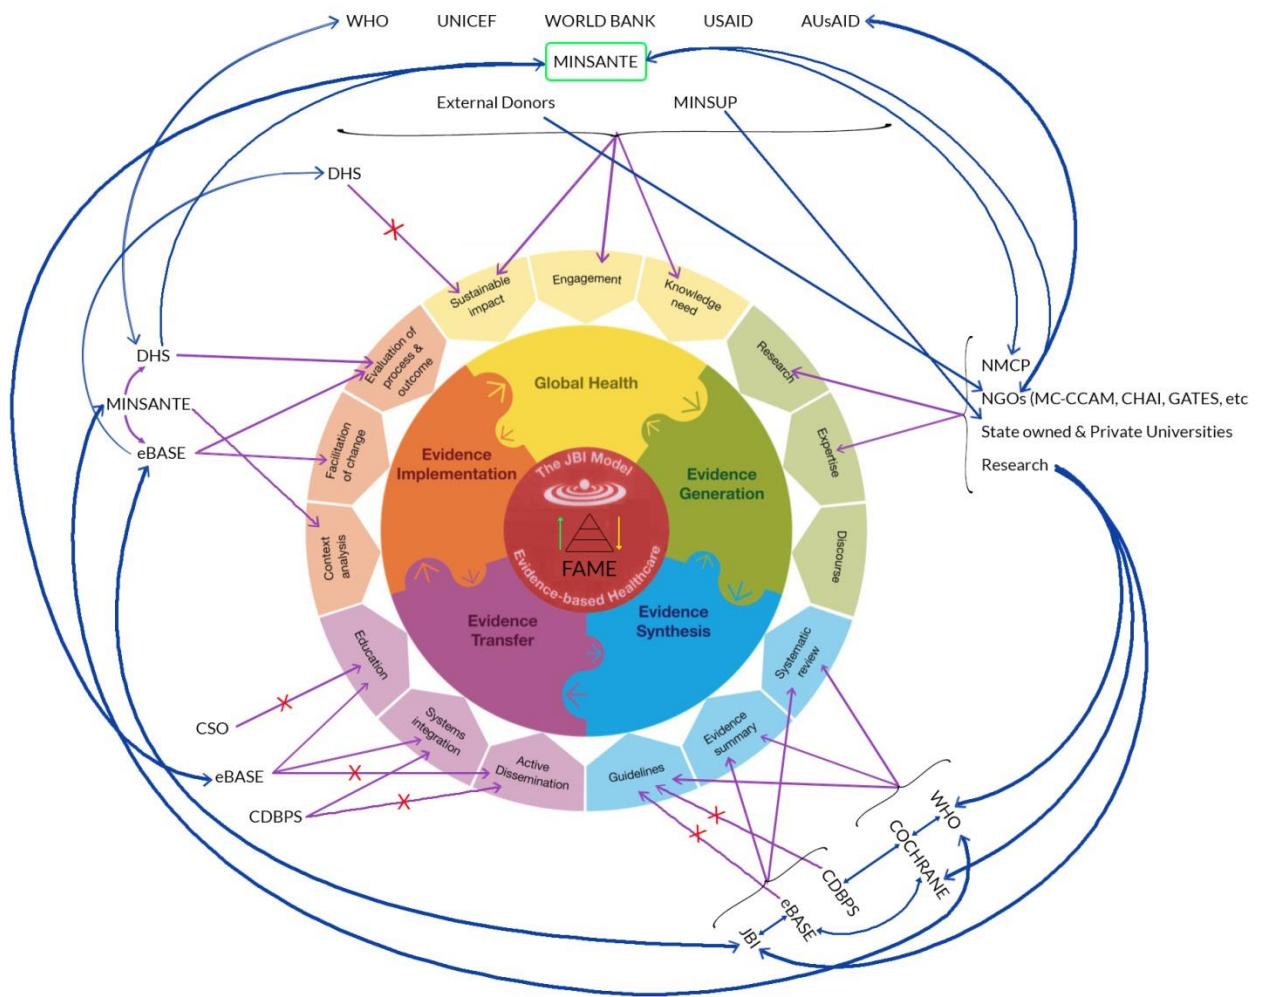 WHO UNICEF WORLD BANK USAID AUsAID
MINSANTE
External Donors MINSUP
DHS
Sustainable
impact
Engagement
Knowledge
need
Evaluation of
process &
outcome
Research
Global Health
DHS
MINSANTE
eBASE
NMCP
NGOs (MC-CCAM, CHAI, GATES, etc
State owned & Private Universities
Research
Facilitation
of change
Expertise
Evidence
Implementation
Evidence
Generation
The JBI Model
FAME
Evidence-based Healthcare
Context
analysis
Discourse
Evidence
Transfer
Evidence
Synthesis
Education
Systematic
review
CSO
Systems
integration
Evidence
summary
eBASE
Active
Dissemination
Guidelines
CDBPS
WHO
COCHRANE
CDBPS
eBASE
JBI